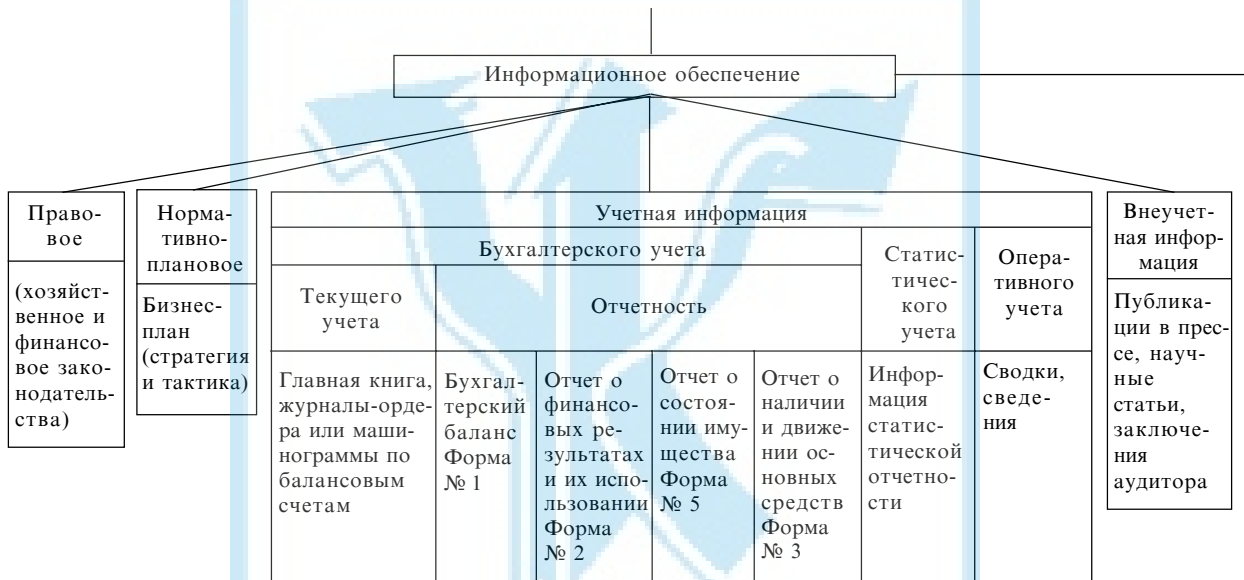 Информационное обеспечение
Право-
вое
(хозяйст-
венное и
финансо-
вое зако-
нодатель-
ства)
Норма-
тивно-
плановое
Бизнес-
план
(стратегия
и тактика)
Учетная информация
Бухгалтерского учета
Текущего
учета
Отчетность
Главная книга,
журналы-орде-
ра или маши-
нограммы по
балансовым
счетам
Бухгал-
терский
баланс
Форма
№ 1
Отчет о
финансо-
вых ре-
зультатах
и их испо-
льзовании
Форма
№ 2
Отчет о
состоя-
нии иму-
щества
Форма
№ 5
Отчет о
наличии
и движе-
нии ос-
новных
средств
Форма
№ 3
Статис-
тичес-
кого
учета
Инфор-
мация
статис-
тической
отчетно-
сти
Опера-
тивного
учета
Сводки,
сведе-
ния
Внеучет-
ная инфор-
мация
Публика-
ции в прес-
се, науч-
ные
статьи,
заключе-
ния
аудитора